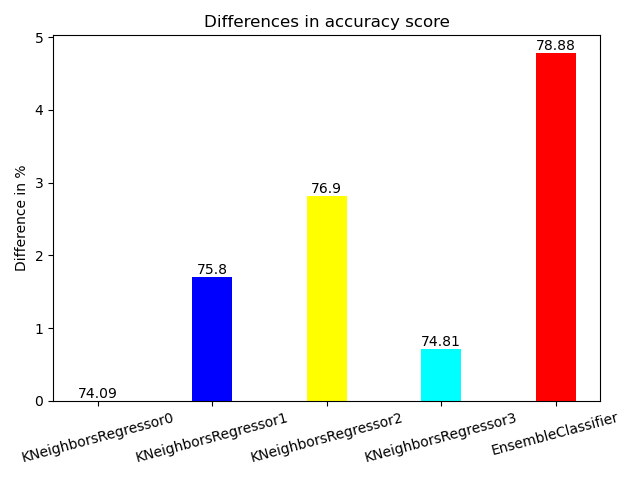 Differences in accuracy score
Difference in %
5
4
3
2
1
0
74.09
75.8
76.9
74.81
78.88
KNeighborsRegressor0
KNeighborsRegressor1
KNeighborsRegressor2
KNeighborsRegressor3
EnsembleClassifier